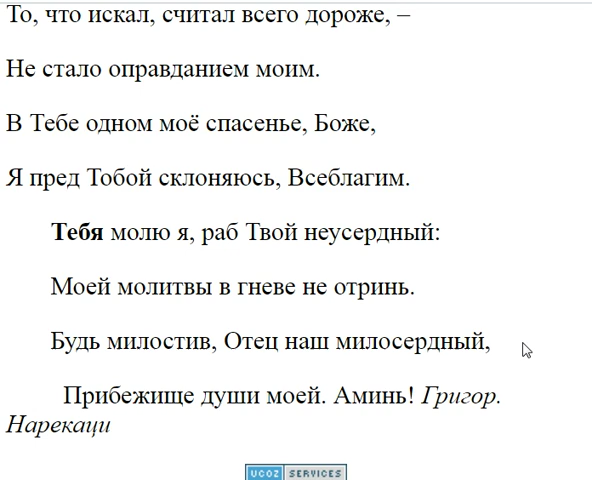 То, что искал, считал всего дороже, –
Не стало оправданием моим.
В Тебе одном моё спасенье, Боже,
Я пред Тобой склоняюсь, Всеблагим.
Тебя молю я, раб Твой неусердный:
Моей молитвы в гневе не отринь.
Будь милостив, Отец наш милосердный,
Прибежище души моей. Аминь! Григор.
Нарекаци
UCOZ SERVICES